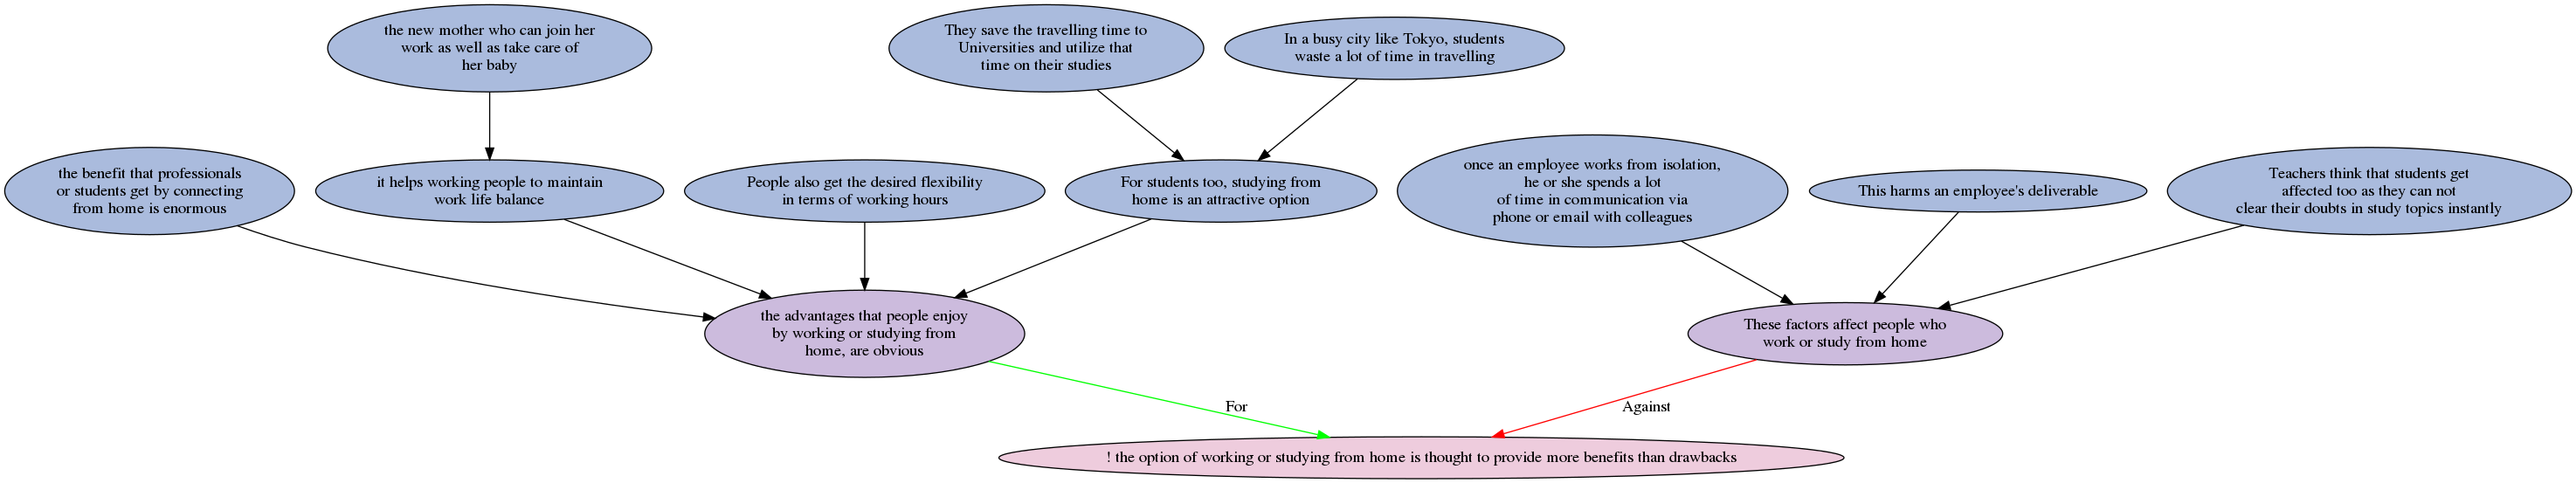 the new mother who can join her
work as well as take care of
her baby
They save the travelling time to
Universities and utilize that
time on their studies
In a busy city like Tokyo, students
waste a lot of time in travelling
the benefit that professionals
or students get by connecting
from home is enormous
it helps working people to maintain
work life balance
People also get the desired flexibility
in terms of working hours
For students too, studying from
home is an attractive option
once an employee works from isolation,
he or she spends a lot
of time in communication via
phone or email with colleagues
This harms an employee's deliverable
Teachers think that students get
affected too as they can not
clear their doubts in study topics instantly
the advantages that people enjoy
by working or studying from
home, are obvious
These factors affect people who
work or study from home
For
Against
! the option of working or studying from home is thought to provide more benefits than drawbacks